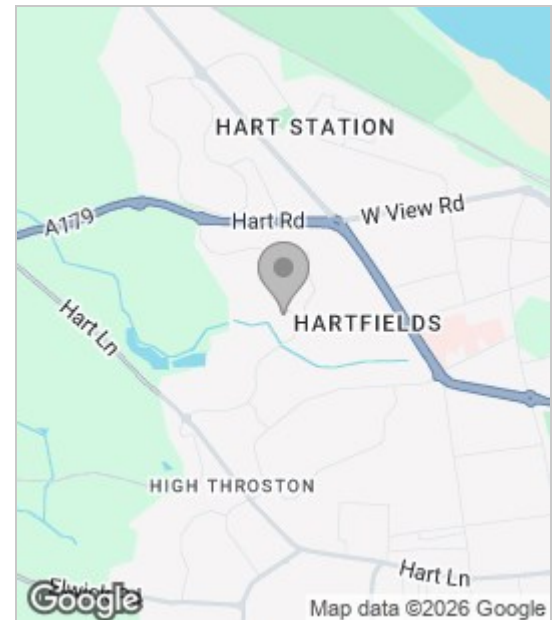 HART STATION
W View Rd
A179
Hart Rd
HARTFIELDS
Hart Ln
HIGH THROSTON
Hart Ln
Google
Map data ©2026 Google